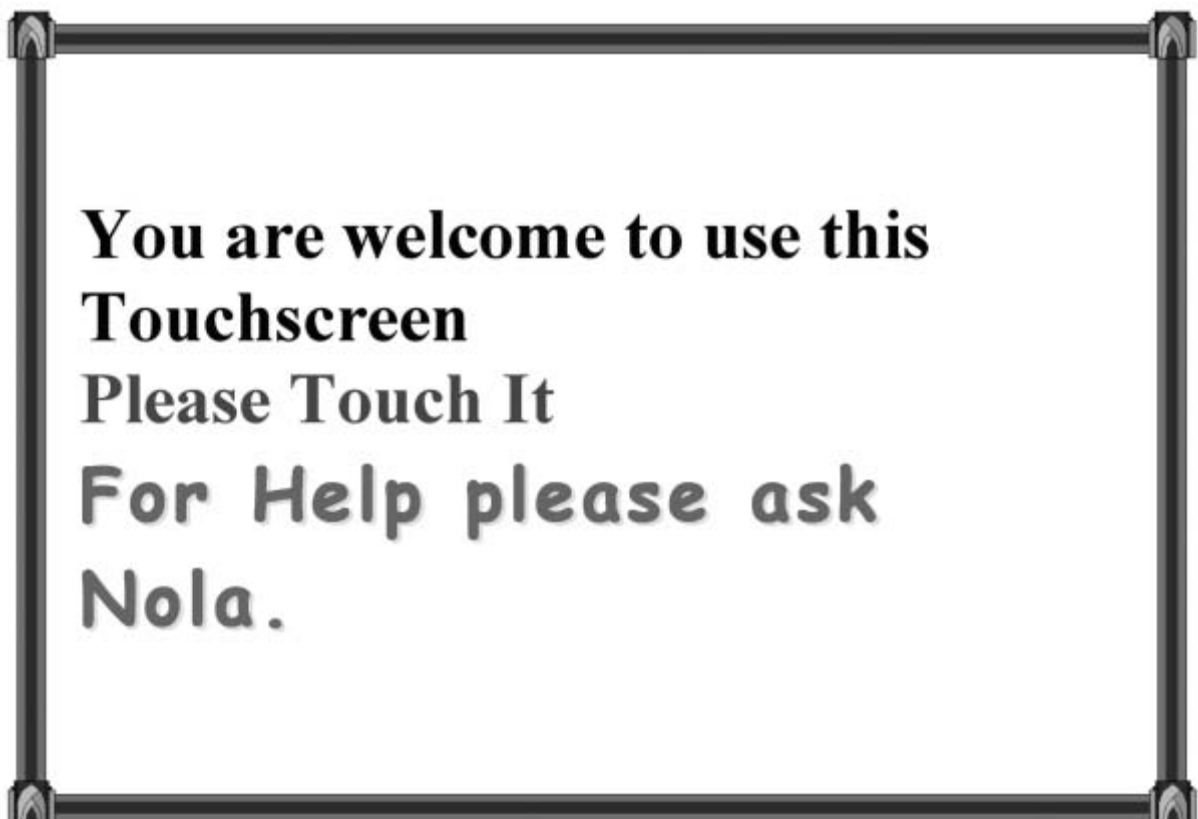 You are welcome to use this
Touchscreen
Please Touch It
For Help please ask
Nola.